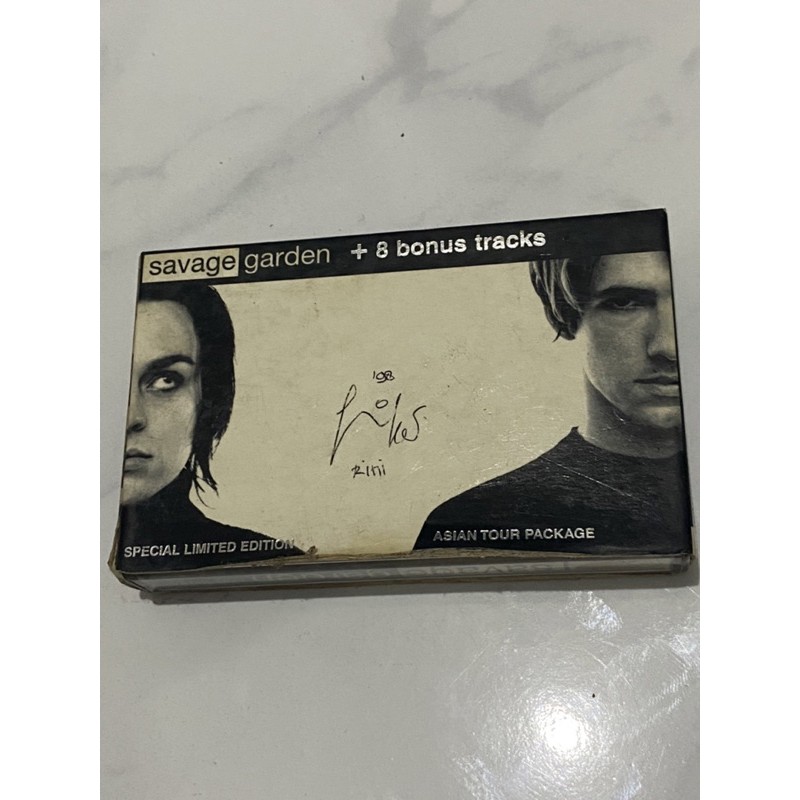 savage garden + 8 bonus tracks
'98
Rini
SPECIAL LIMITED EDITION
ASIAN TOUR PACKAGE